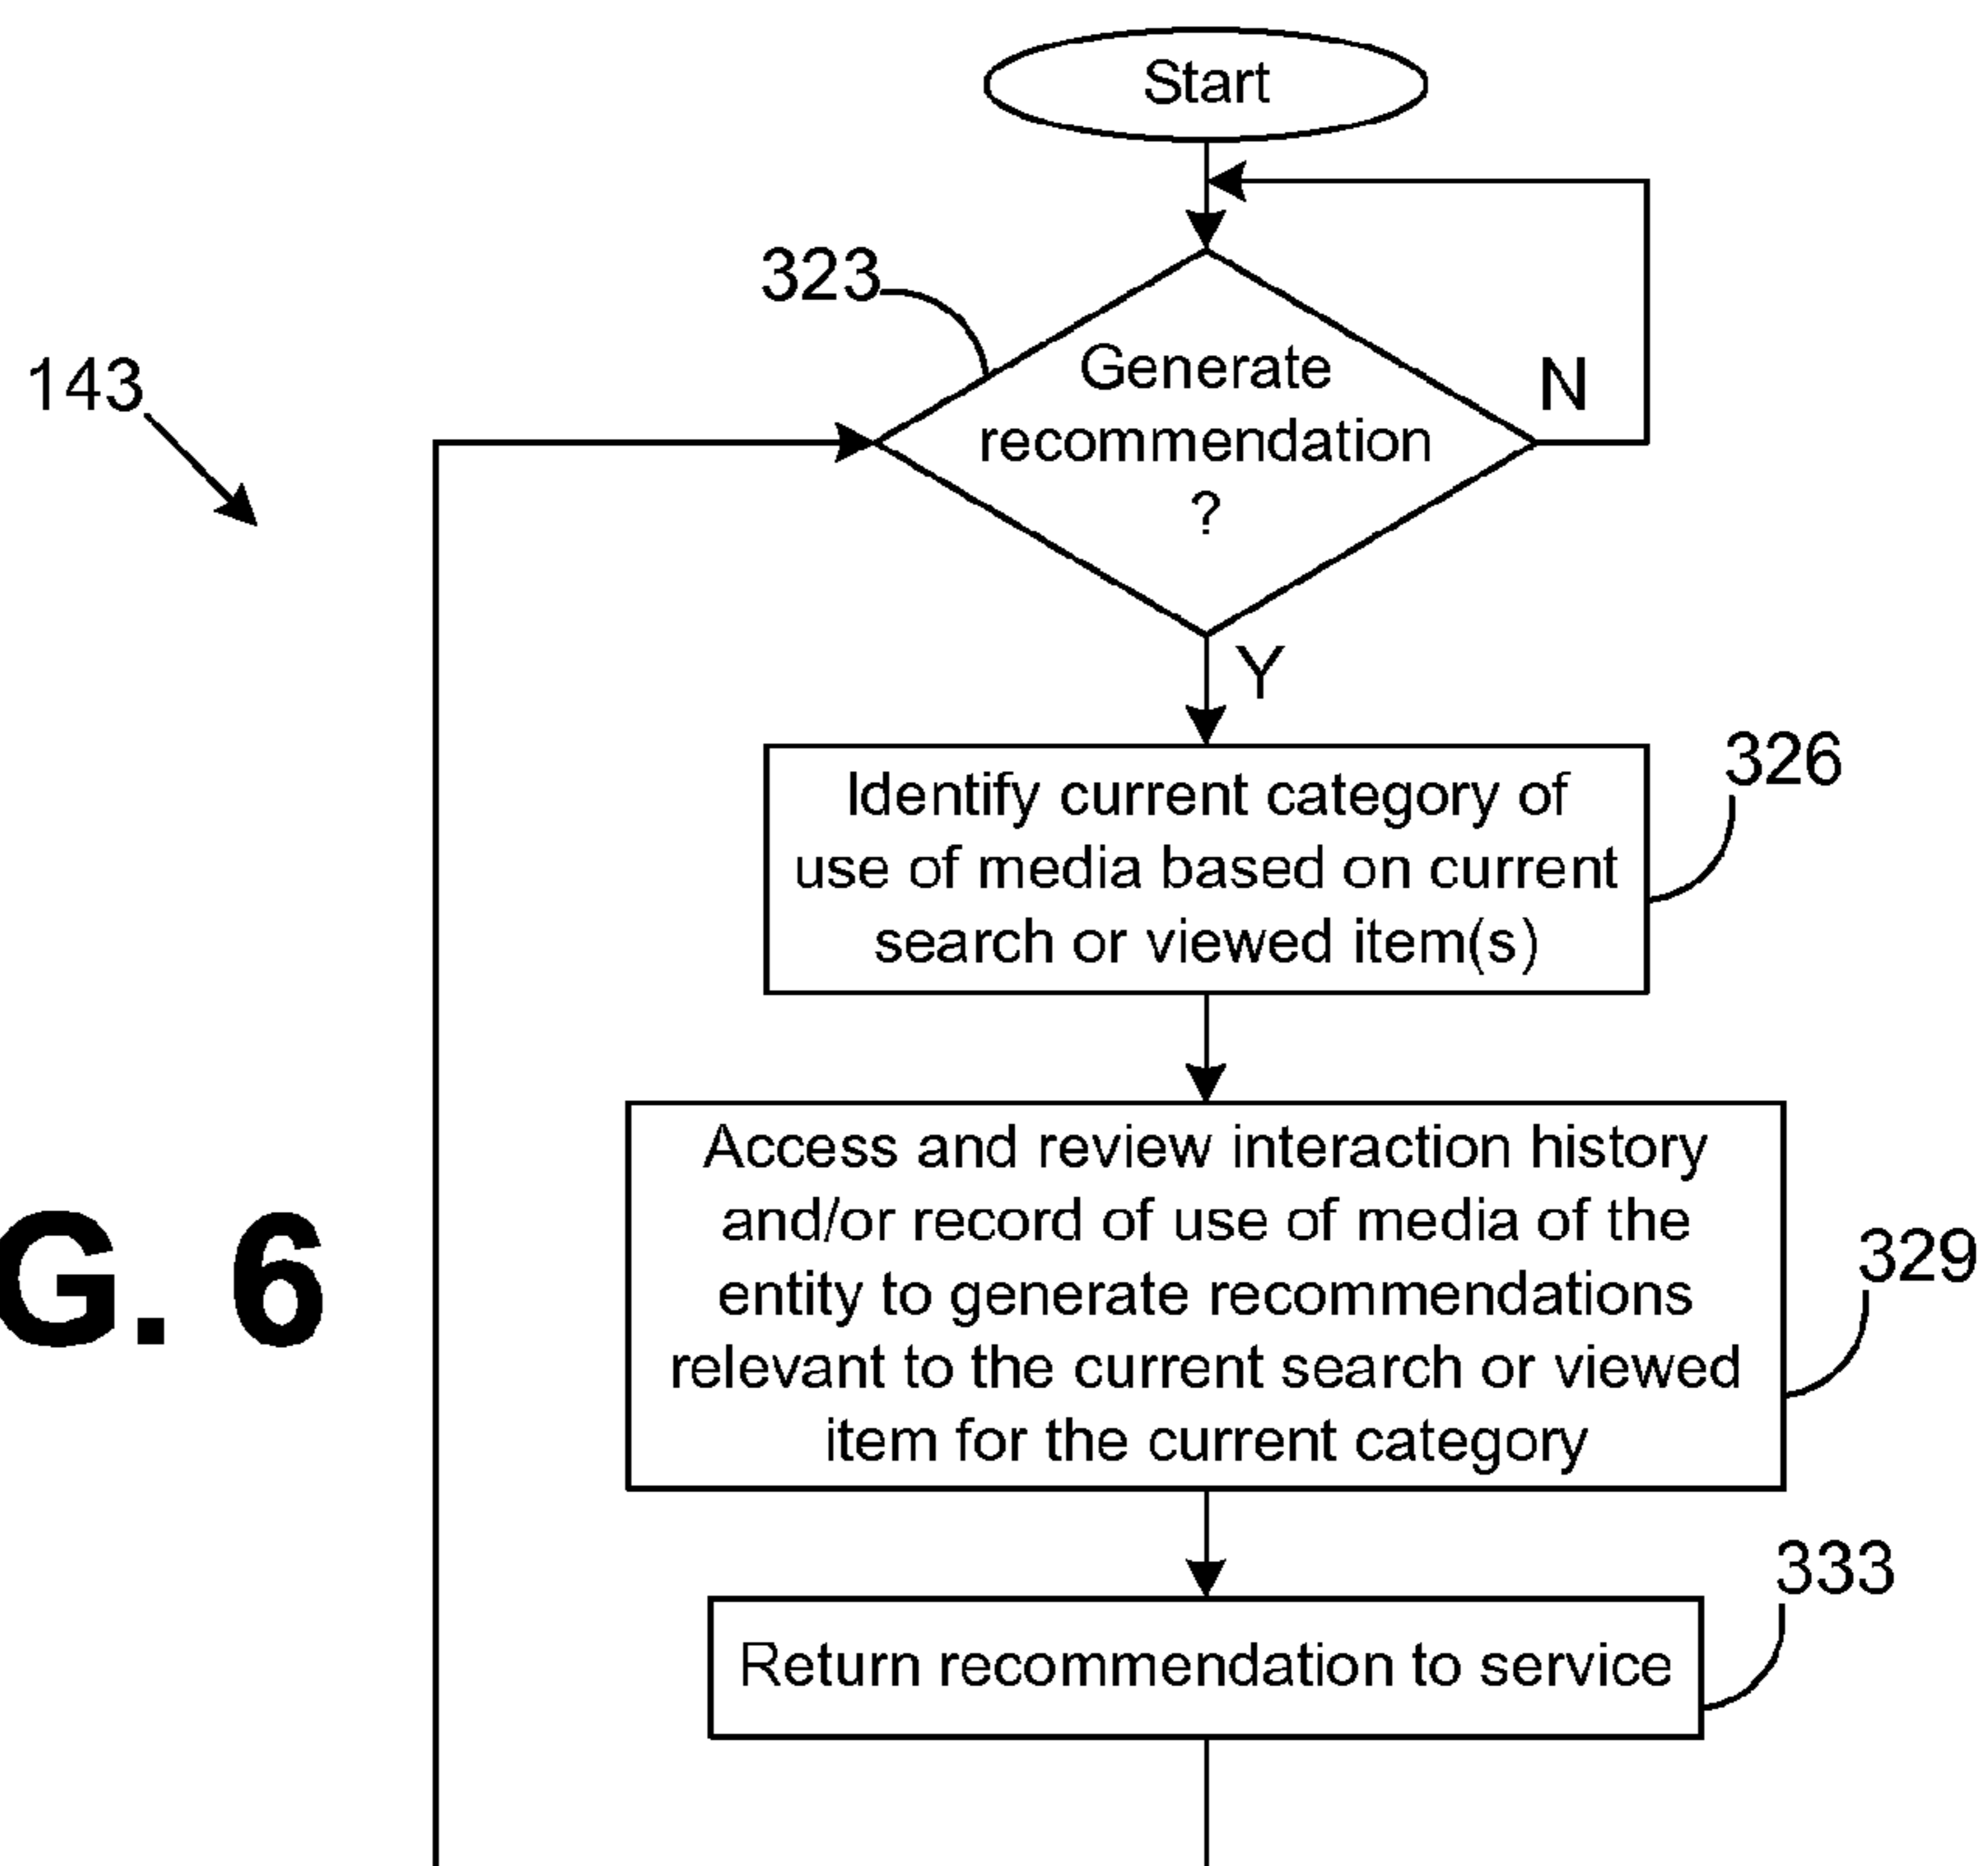 Start
323
143
Generate
recommendation
?
N
Y
326
Identify current category of
use of media based on current
search or viewed item(s)
Access and review interaction history
and/or record of use of media of the
entity to generate recommendations
relevant to the current search or viewed
item for the current category
329
G. 6
333
Return recommendation to service